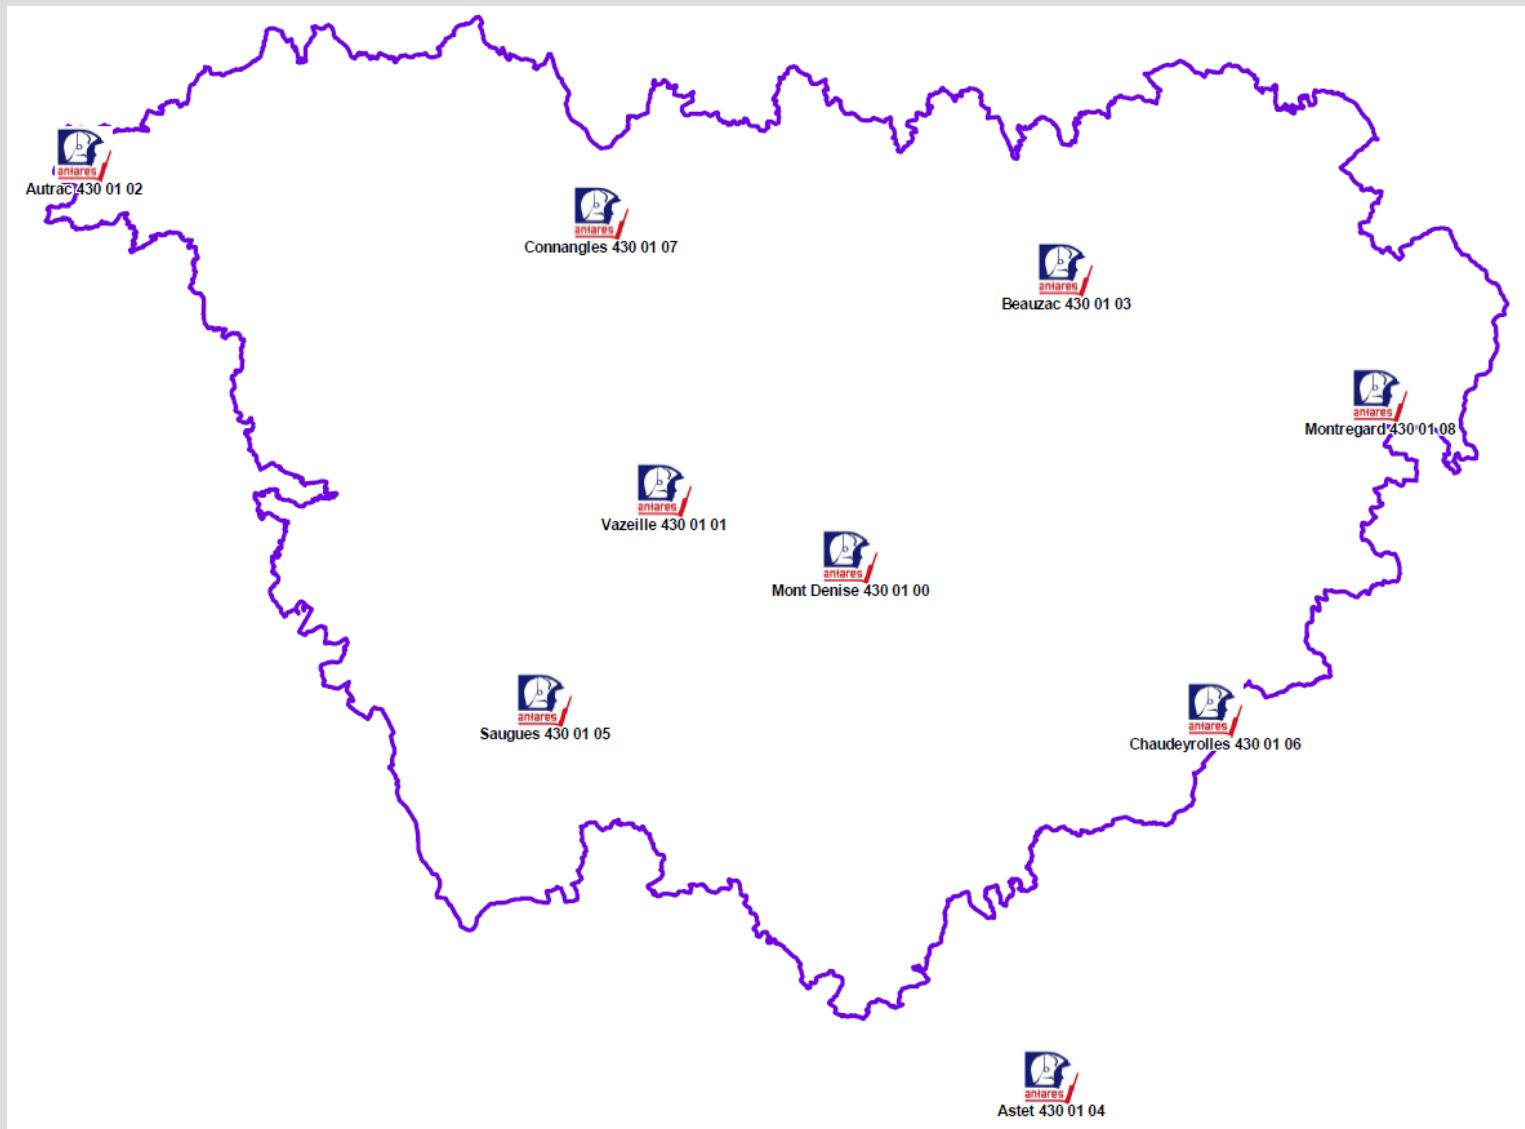 antares
Autrac 430 01 02
antares
Connangles 430 01 07
antares
Beauzac 430 01 03
antares
Montregard 430 01 08
antares
Vazeille 430 01 01
antares
Mont Denise 430 01 00
antares
Saugues 430 01 05
antares
Chaudeyrolles 430 01 06
antares
Astet 430 01 04